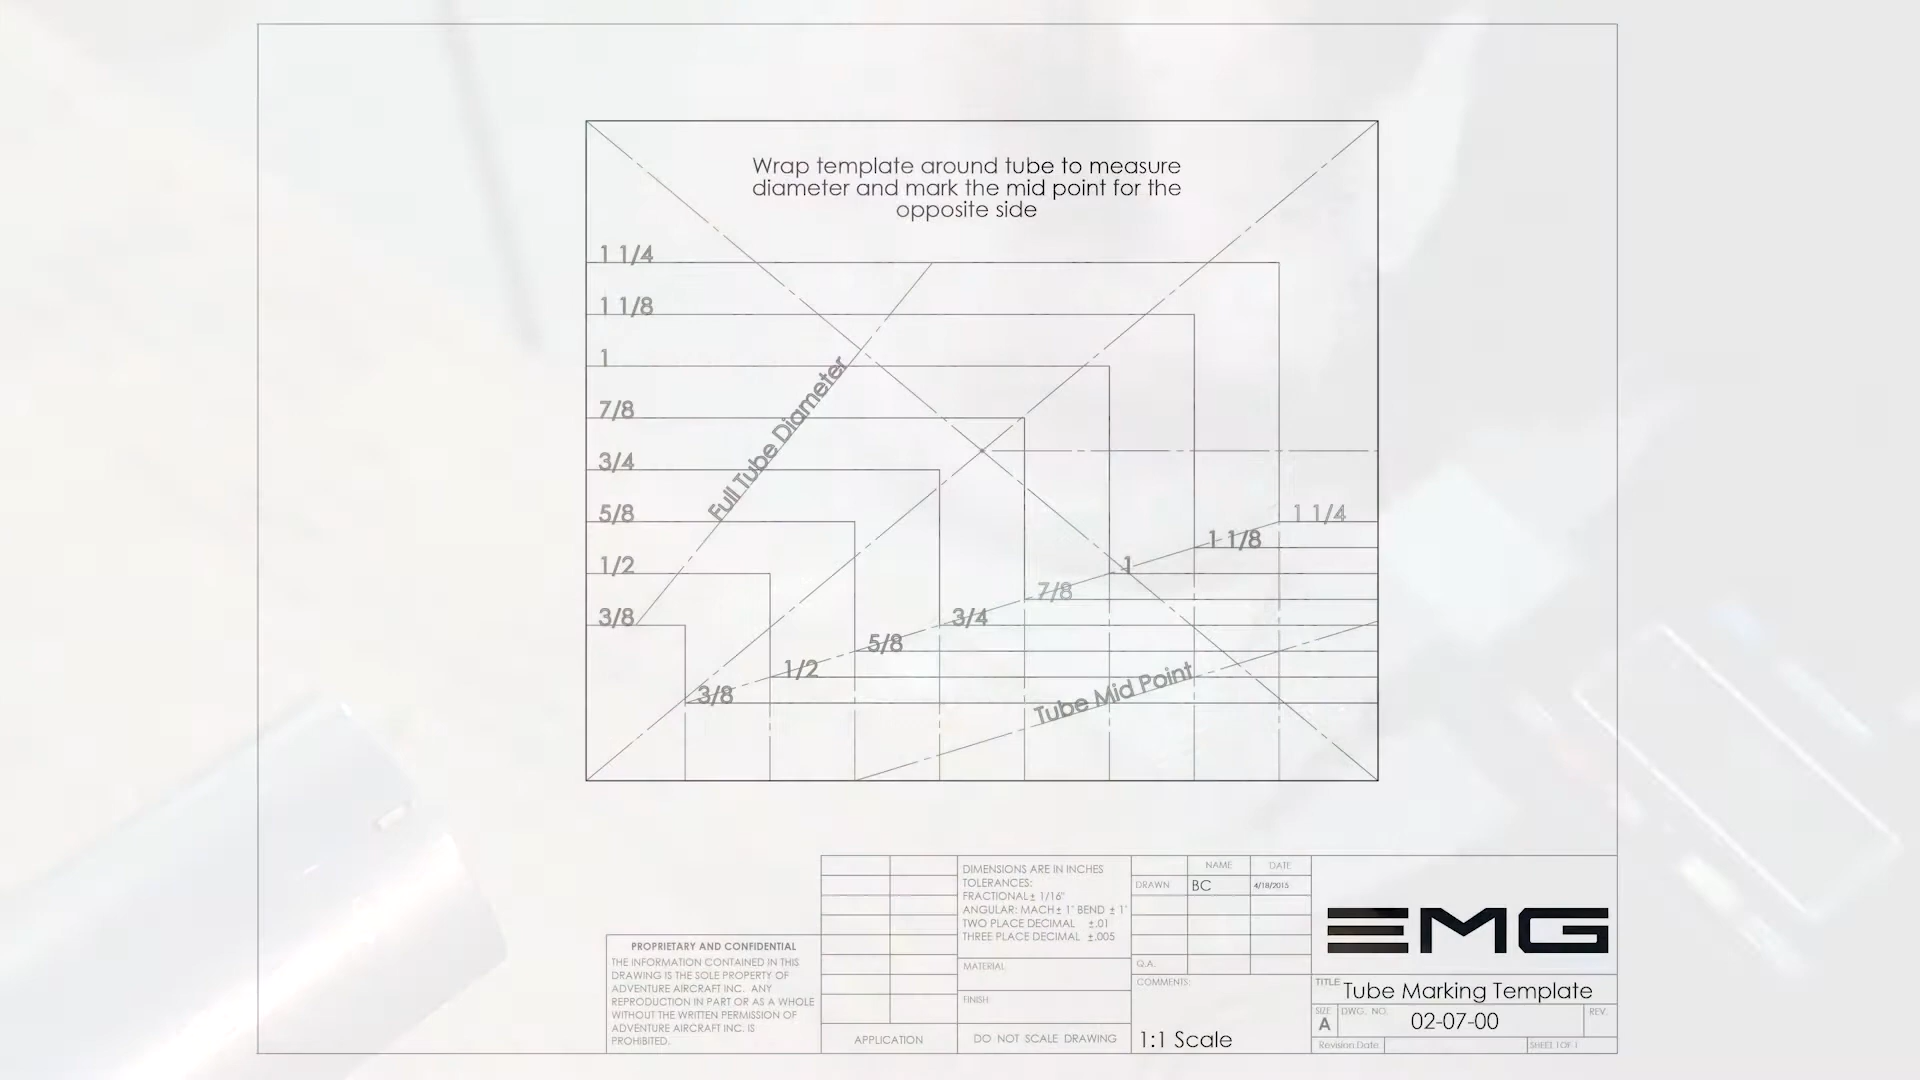 Wrap template around tube to measure
diameter and mark the mid point for the
opposite side
1 1/4
1 1/8
1
7/8
3/4
5/8
1/2
3/8
Full Tube Diameter
1 1/4
1 1/8
1
7/8
3/4
5/8
1/2
3/8
Tube Mid Point
PROPRIETARY AND CONFIDENTIAL
THE INFORMATION CONTAINED IN THIS
DRAWING IS THE SOLE PROPERTY OF
ADVENTURE AIRCRAFT INC. ANY
REPRODUCTION IN PART OR AS A WHOLE
WITHOUT THE WRITTEN PERMISSION OF
ADVENTURE AIRCRAFT INC. IS
PROHIBITED.
APPLICATION
DIMENSIONS ARE IN INCHES
TOLERANCES:
FRACTIONAL± 1/16"
ANGULAR: MACH± 1° BEND ± 1°
TWO PLACE DECIMAL ±.01
THREE PLACE DECIMAL ±.005
MATERIAL
FINISH
DO NOT SCALE DRAWING
NAME DATE
DRAWN BC 4/18/2015
Q.A.
COMMENTS:
1:1 Scale
EMG
TITLE Tube Marking Template
SIZE DWG. NO. REV.
A 02-07-00
Revision Date
SHEET 1 OF 1